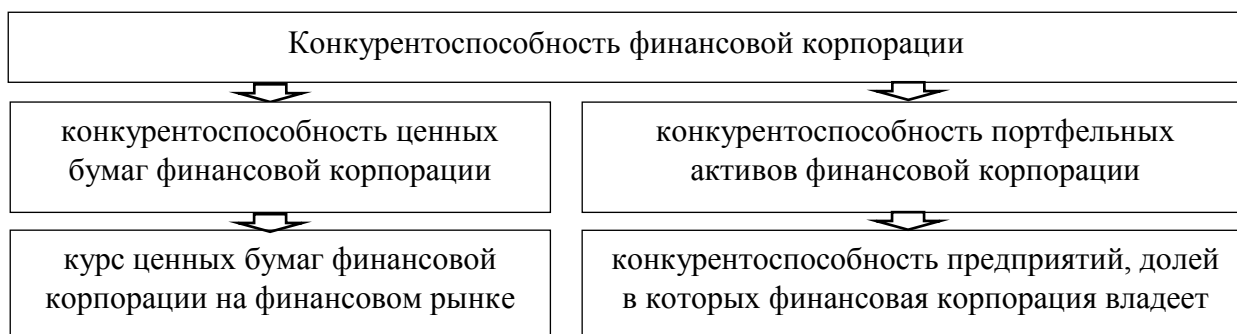 Конкурентоспособность финансовой корпорации
конкурентоспособность ценных
бумаг финансовой корпорации
конкурентоспособность портфельных
активов финансовой корпорации
курс ценных бумаг финансовой
корпорации на финансовом рынке
конкурентоспособность предприятий, долей
в которых финансовая корпорация владеет